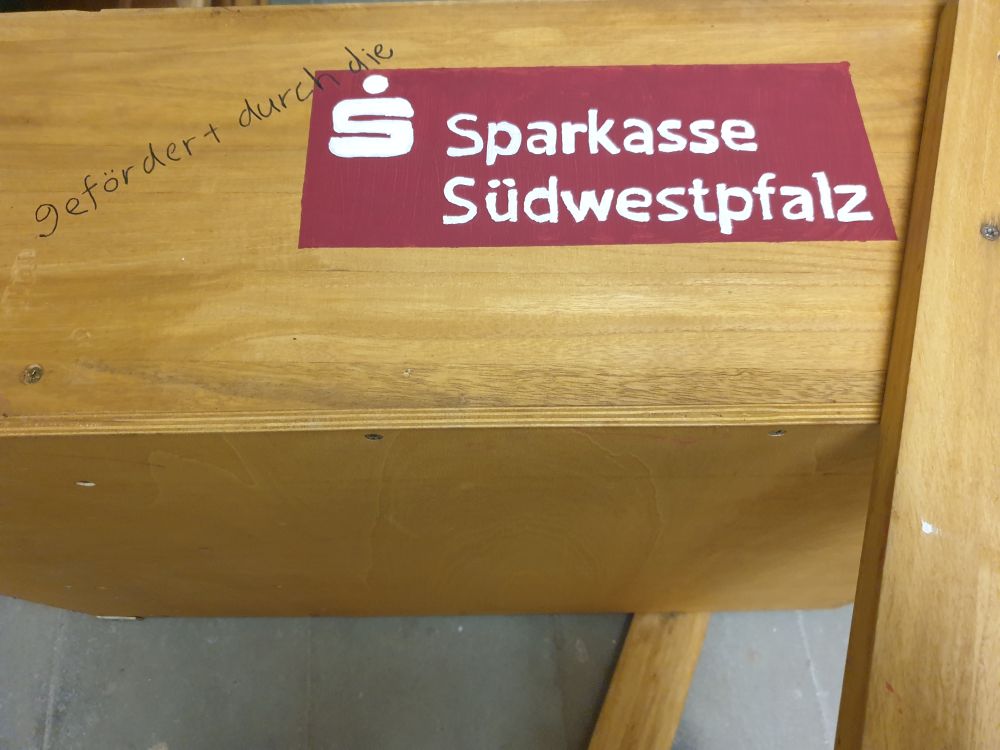 gefördert durch die
Sparkasse
Südwestpfalz